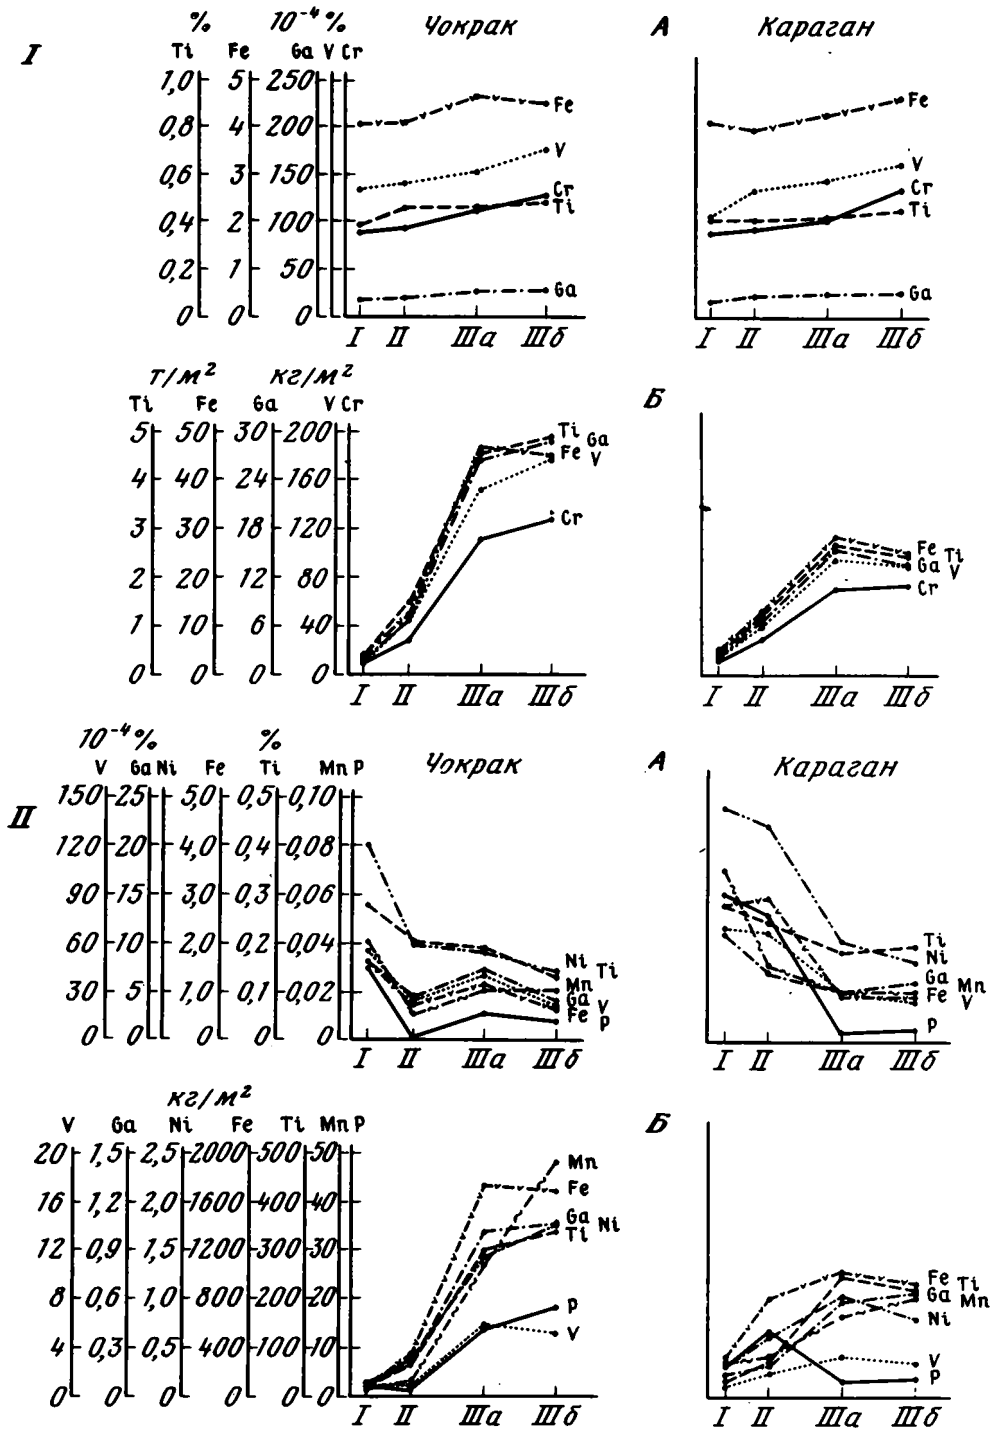 % 10⁻⁴ % Чокрак А Караган
I Ti Fe Ga V Cr
1,0 5 250
0,8 4 200
0,6 3 150
0,4 2 100
0,2 1 50
0 0 0
Fe
V
Cr
Ti
Ga
Fe
V
Cr
Ti
Ga
I II IIIа IIIб I II IIIа IIIб
Т/м² кг/м² Б
Ti Fe Ga V Cr
5 50 30 200
4 40 24 160
3 30 18 120
2 20 12 80
1 10 6 40
0 0 0 0
Ti Ga
Fe V
Cr
Fe Ti
Ga V
Cr
I II IIIа IIIб I II IIIа IIIб
10⁻⁴ % % Чокрак А Караган
V Ga Ni Fe Ti Mn P
II
150 25 5,0 0,5 0,10
120 20 4,0 0,4 0,08
90 15 3,0 0,3 0,06
60 10 2,0 0,2 0,04
30 5 1,0 0,1 0,02
0 0 0 0 0
Ni Ti
Mn
Ga V
Fe P
Ti
Ni
Ga Mn
Fe V
P
I II IIIа IIIб I II IIIа IIIб
кг/м² Б
V Ga Ni Fe Ti Mn P
20 1,5 2,5 2000 500 50
16 1,2 2,0 1600 400 40
12 0,9 1,5 1200 300 30
8 0,6 1,0 800 200 20
4 0,3 0,5 400 100 10
0 0 0 0 0 0
Mn
Fe
Ga Ni
Ti
P
V
Fe Ti
Ga Mn
Ni
V
P
I II IIIа IIIб I II IIIа IIIб